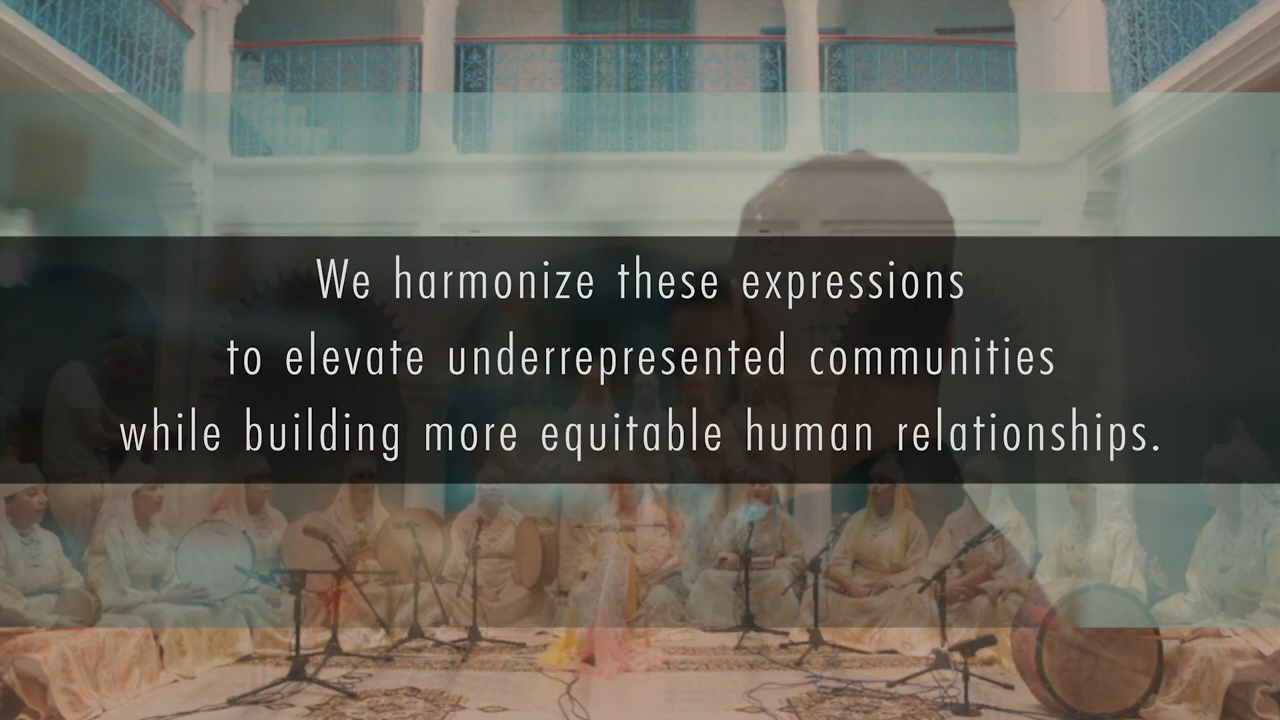 We harmonize these expressions
to elevate underrepresented communities
while building more equitable human relationships.